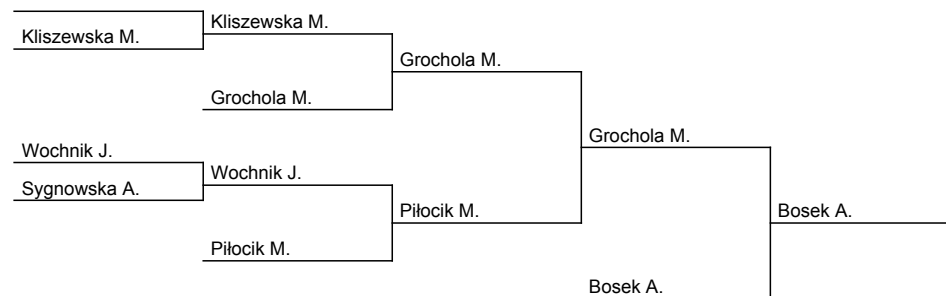 Kliszewska M.
Kliszewska M.
Grochola M.
Grochola M.
Wochnik J.
Grochola M.
Sygnowska A.
Wochnik J.
Piłocik M.
Bosek A.
Piłocik M.
Bosek A.